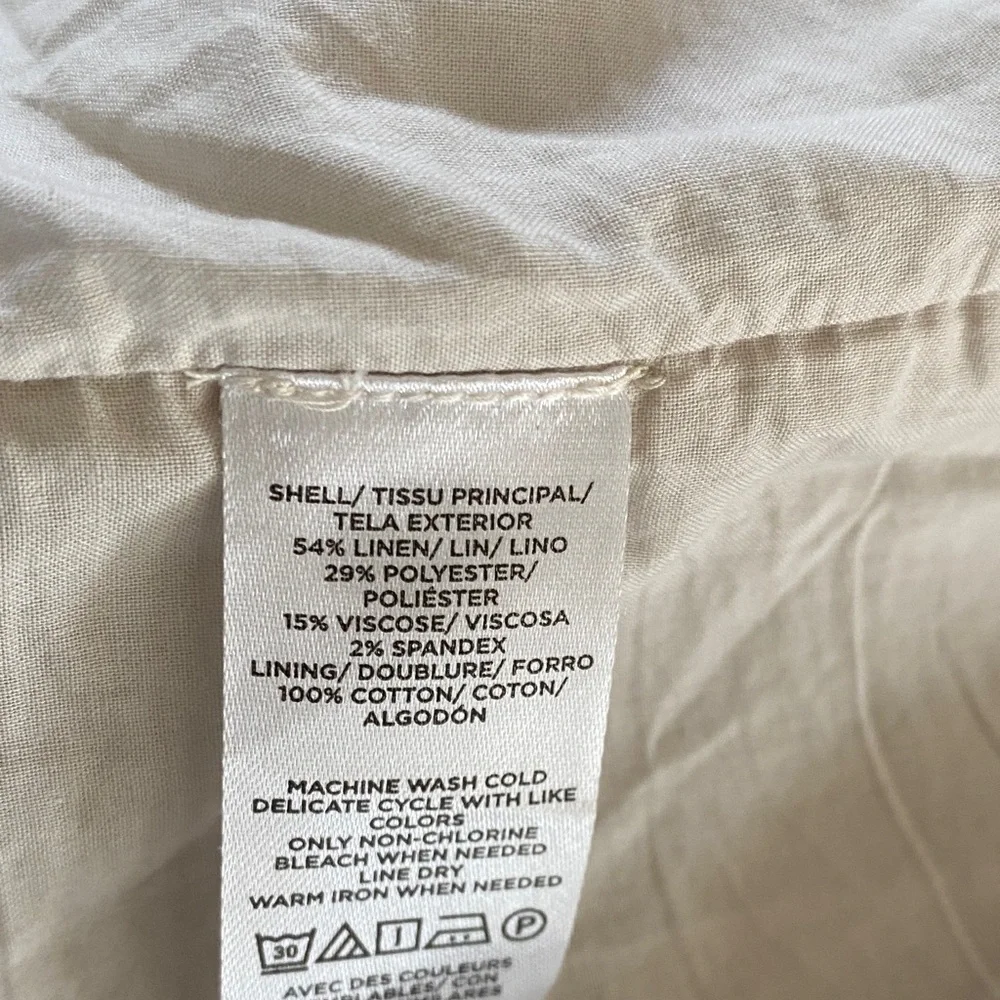 SHELL/ TISSU PRINCIPAL/
TELA EXTERIOR
54% LINEN/ LIN/ LINO
29% POLYESTER/
POLIÉSTER
15% VISCOSE/ VISCOSA
2% SPANDEX
LINING/ DOUBLURE/ FORRO
100% COTTON/ COTON/
ALGODÓN
MACHINE WASH COLD
DELICATE CYCLE WITH LIKE
COLORS
ONLY NON-CHLORINE
BLEACH WHEN NEEDED
LINE DRY
WARM IRON WHEN NEEDED
30 P
AVEC DES COULEURS
/CON